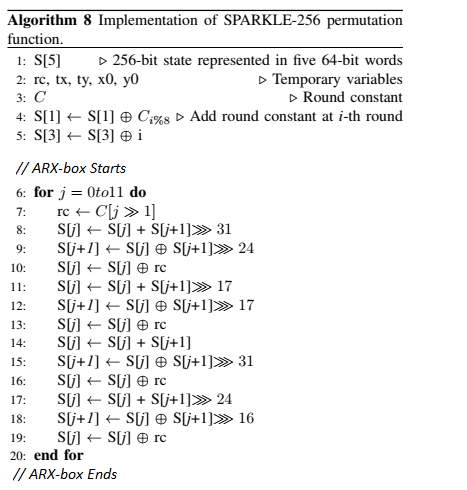 Algorithm 8 Implementation of SPARKLE-256 permutation
function.
1: S[5] ▷ 256-bit state represented in five 64-bit words
2: rc, tx, ty, x0, y0 ▷ Temporary variables
3: C ▷ Round constant
4: S[1] ← S[1] ⊕ C_{i%8} ▷ Add round constant at i-th round
5: S[3] ← S[3] ⊕ i
// ARX-box Starts
6: for j = 0to11 do
7: rc ← C[j ≫ 1]
8: S[j] ← S[j] + S[j+1]⋙ 31
9: S[j+1] ← S[j] ⊕ S[j+1]⋙ 24
10: S[j] ← S[j] ⊕ rc
11: S[j] ← S[j] + S[j+1]⋙ 17
12: S[j+1] ← S[j] ⊕ S[j+1]⋙ 17
13: S[j] ← S[j] ⊕ rc
14: S[j] ← S[j] + S[j+1]
15: S[j+1] ← S[j] ⊕ S[j+1]⋙ 31
16: S[j] ← S[j] ⊕ rc
17: S[j] ← S[j] + S[j+1]⋙ 24
18: S[j+1] ← S[j] ⊕ S[j+1]⋙ 16
19: S[j] ← S[j] ⊕ rc
20: end for
// ARX-box Ends